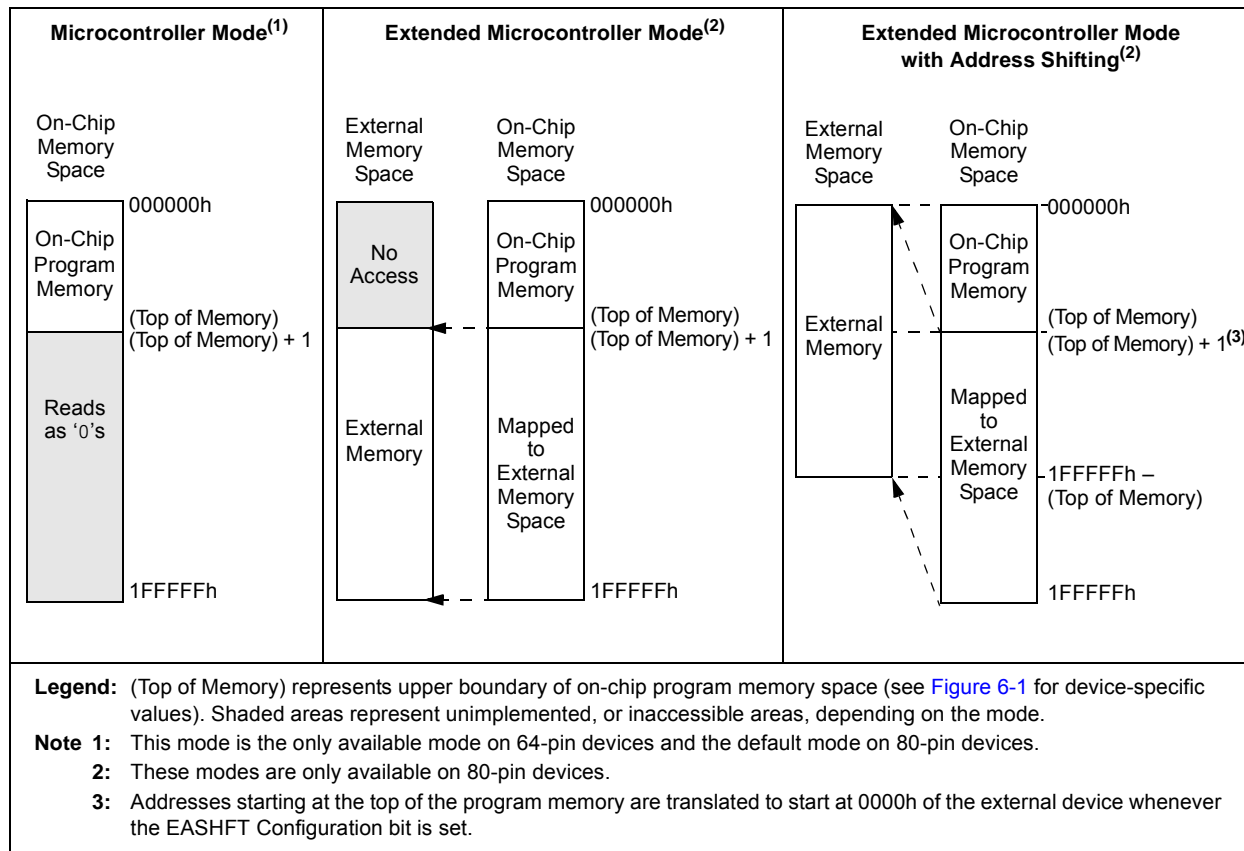 Microcontroller Mode(1)
On-Chip
Memory
Space
000000h
On-Chip
Program
Memory
(Top of Memory)
(Top of Memory) + 1
Reads
as ‘0’s
1FFFFFh
Extended Microcontroller Mode(2)
External
Memory
Space
On-Chip
Memory
Space
000000h
No
Access
On-Chip
Program
Memory
(Top of Memory)
(Top of Memory) + 1
External
Memory
Mapped
to
External
Memory
Space
1FFFFFh
Extended Microcontroller Mode
with Address Shifting(2)
External
Memory
Space
On-Chip
Memory
Space
000000h
On-Chip
Program
Memory
External
Memory
(Top of Memory)
(Top of Memory) + 1(3)
Mapped
to
External
Memory
Space
1FFFFFh –
(Top of Memory)
1FFFFFh
Legend: (Top of Memory) represents upper boundary of on-chip program memory space (see Figure 6-1 for device-specific
values). Shaded areas represent unimplemented, or inaccessible areas, depending on the mode.
Note 1: This mode is the only available mode on 64-pin devices and the default mode on 80-pin devices.
2: These modes are only available on 80-pin devices.
3: Addresses starting at the top of the program memory are translated to start at 0000h of the external device whenever
the EASHFT Configuration bit is set.